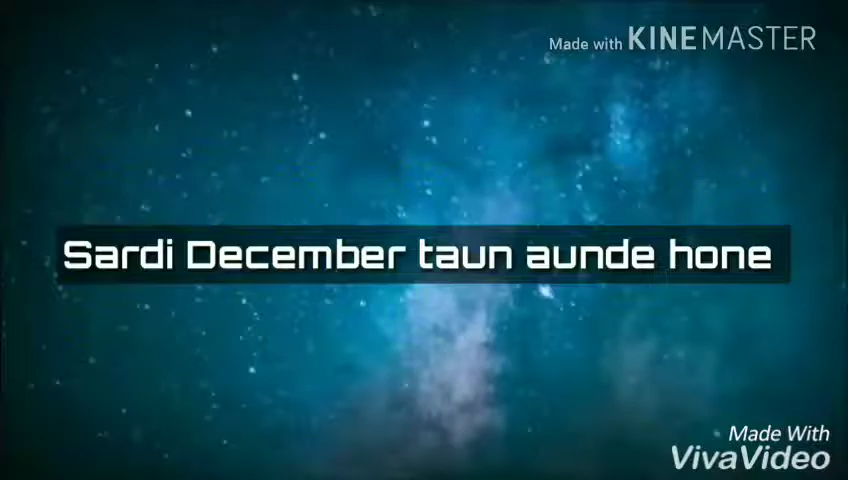 Made with KINEMASTER
Sardi December taun aunde hone
Made With
VivaVideo